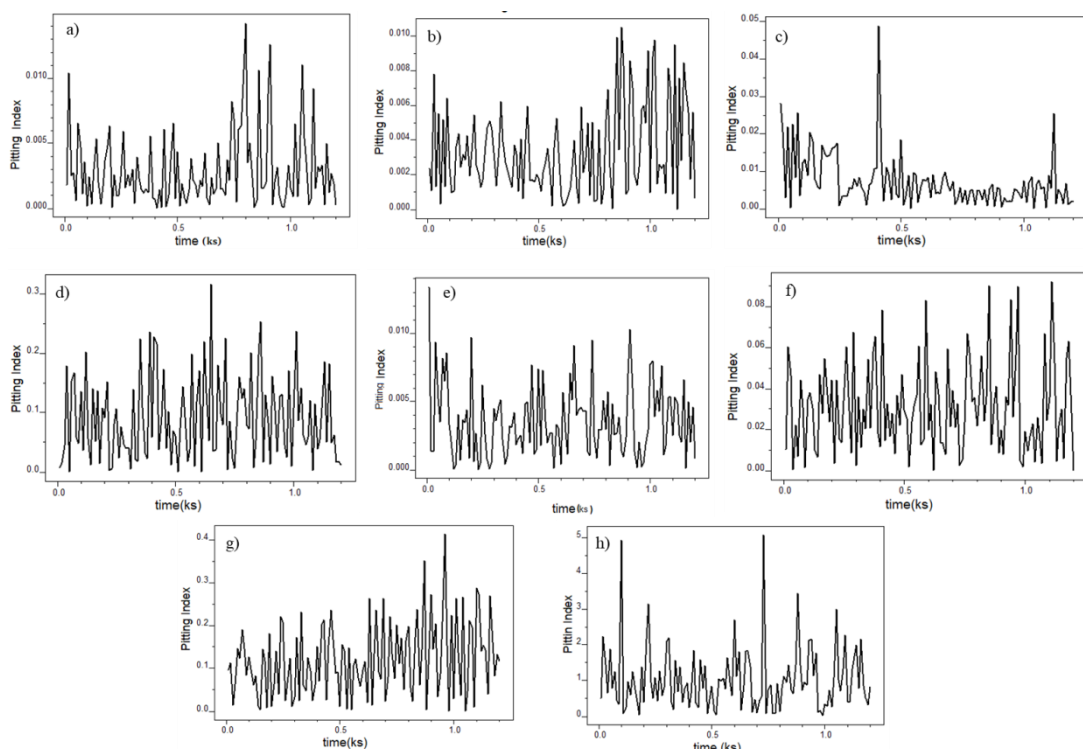 a)
Pitting Index
0.010
0.005
0.000
0.0 0.5 1.0
time (ks)
b)
Pitting Index
0.010
0.008
0.006
0.004
0.002
0.000
0.0 0.5 1.0
time(ks)
c)
Pitting Index
0.05
0.04
0.03
0.02
0.01
0.00
0.0 0.5 1.0
time(ks)
d)
Pitting Index
0.3
0.2
0.1
0.0
0.0 0.5 1.0
time(ks)
e)
Pitting Index
0.010
0.005
0.000
0.0 0.5 1.0
time(ks)
f)
Pitting Index
0.08
0.06
0.04
0.02
0.00
0.0 0.5 1.0
time(ks)
g)
Pitting Index
0.4
0.3
0.2
0.1
0.0
0.0 0.5 1.0
time(ks)
h)
Pittin Index
5
4
3
2
1
0
0.0 0.5 1.0
time (ks)